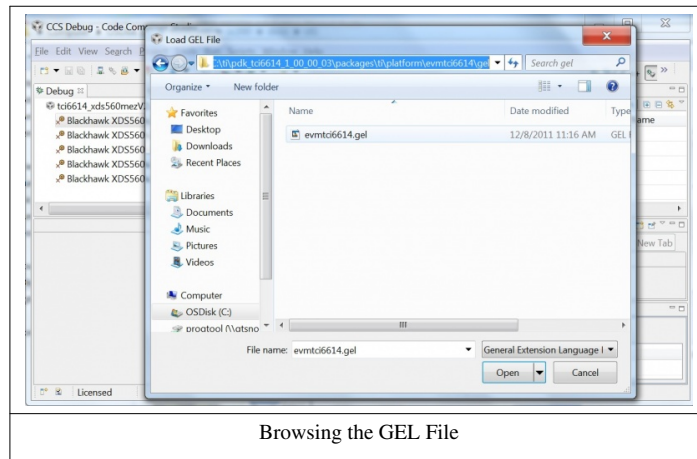 CCS Debug - Code Com
File Edit View Search
Debug
tci6614_xds560mezV
Blackhawk XDS560
Blackhawk XDS560
Blackhawk XDS560
Blackhawk XDS560
Blackhawk XDS560
Licensed
Load GEL File
C:\ti\pdk_tci6614_1_00_00_03\packages\ti\platform\evmtci6614\gel
Search gel
Organize
New folder
Favorites
Desktop
Downloads
Recent Places
Libraries
Documents
Music
Pictures
Videos
Computer
OSDisk (C:)
Name
Date modified
Type
evmtci6614.gel
12/8/2011 11:16 AM
GEL
File name:
evmtci6614.gel
General Extension Language
Open
Cancel
ame
New Tab
Browsing the GEL File